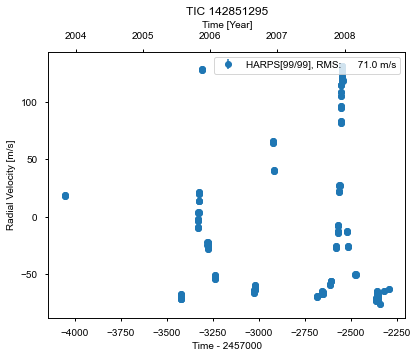 TIC 142851295
Time [Year]
2004 2005 2006 2007 2008
HARPS[99/99], RMS: 71.0 m/s
Radial Velocity [m/s]
100
50
0
−50
−4000 −3750 −3500 −3250 −3000 −2750 −2500 −2250
Time - 2457000